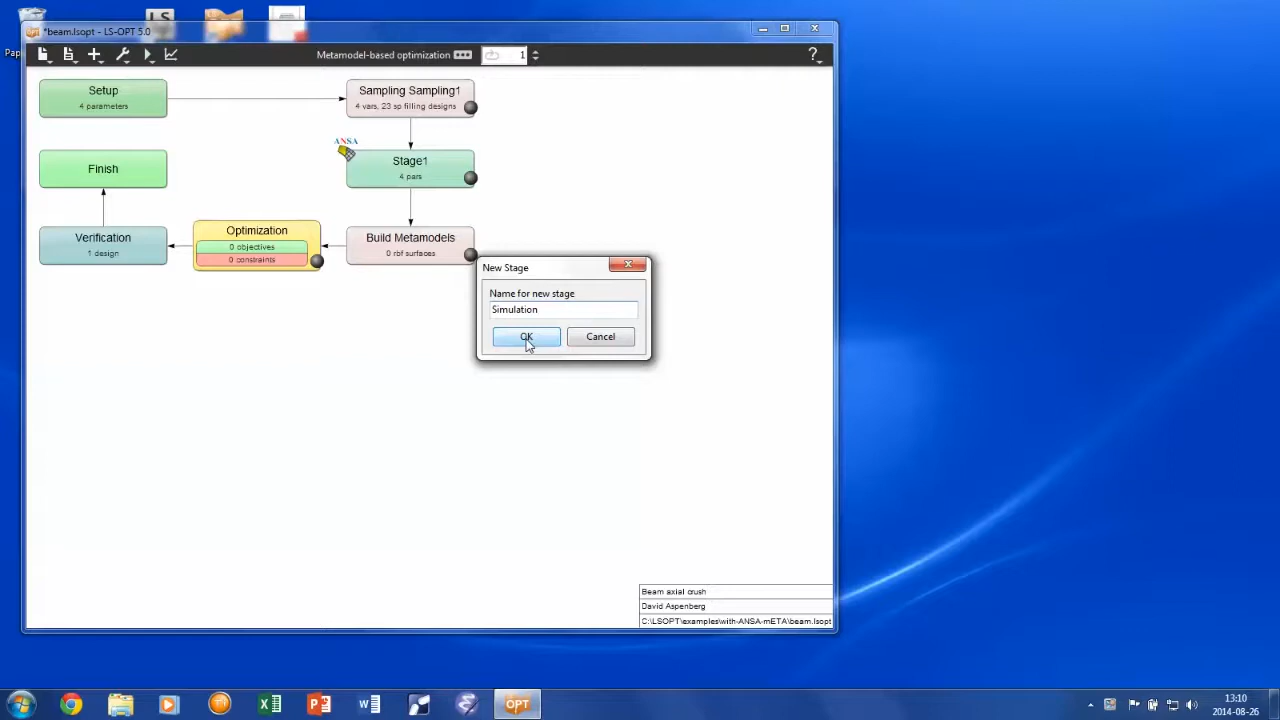 LS
Pap
*beam.lsopt - LS-OPT 5.0
Metamodel-based optimization
1
?
Setup
4 parameters
Sampling Sampling1
4 vars, 23 sp filling designs
ANSA
Stage1
4 pars
Finish
Optimization
0 objectives
0 constraints
Verification
1 design
Build Metamodels
0 rbf surfaces
New Stage
Name for new stage
Simulation
OK
Cancel
Beam axial crush
David Aspenberg
C:\LSOPT\examples\with-ANSA-mETA\beam.lsopt
OPT
13:10
2014-08-26